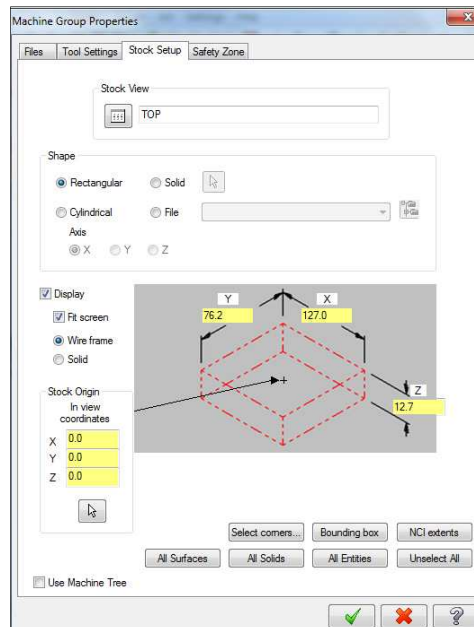 Machine Group Properties
Files Tool Settings Stock Setup Safety Zone
Stock View
TOP
Shape
Rectangular Solid
Cylindrical File
Axis
X Y Z
Display
Fit screen
Wire frame
Solid
Y X
76.2 127.0
Z
12.7
Stock Origin
In view
coordinates
X 0.0
Y 0.0
Z 0.0
Select corners... Bounding box NCI extents
All Surfaces All Solids All Entities Unselect All
Use Machine Tree
?